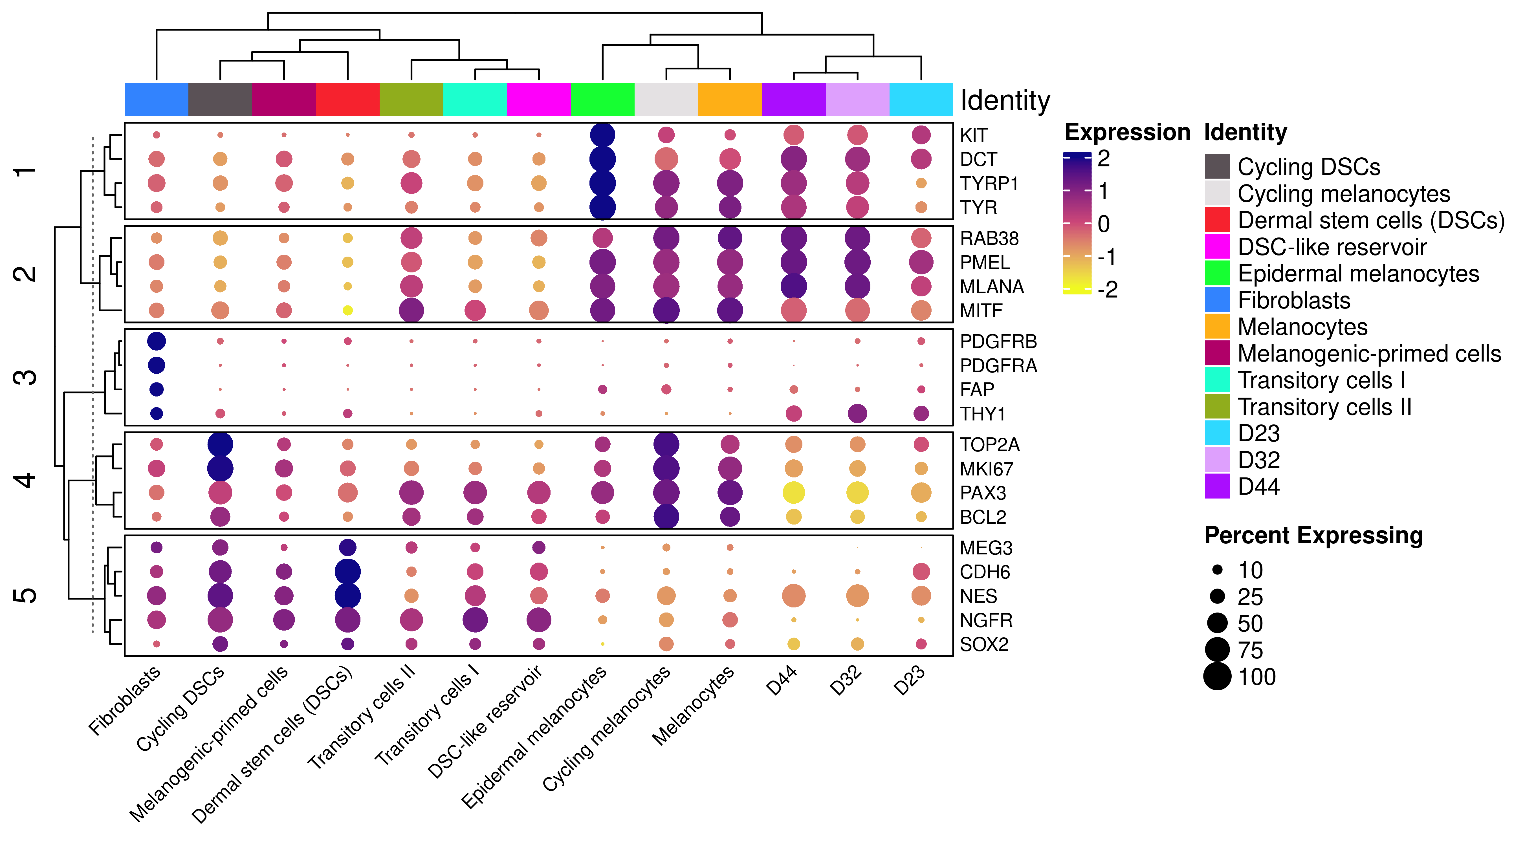 Identity
1
KIT
DCT
TYRP1
TYR
2
RAB38
PMEL
MLANA
MITF
3
PDGFRB
PDGFRA
FAP
THY1
4
TOP2A
MKI67
PAX3
BCL2
5
MEG3
CDH6
NES
NGFR
SOX2
Fibroblasts
Cycling DSCs
Melanogenic-primed cells
Dermal stem cells (DSCs)
Transitory cells II
Transitory cells I
DSC-like reservoir
Epidermal melanocytes
Cycling melanocytes
Melanocytes
D44
D32
D23
Expression
2
1
0
-1
-2
Identity
Cycling DSCs
Cycling melanocytes
Dermal stem cells (DSCs)
DSC-like reservoir
Epidermal melanocytes
Fibroblasts
Melanocytes
Melanogenic-primed cells
Transitory cells I
Transitory cells II
D23
D32
D44
Percent Expressing
10
25
50
75
100